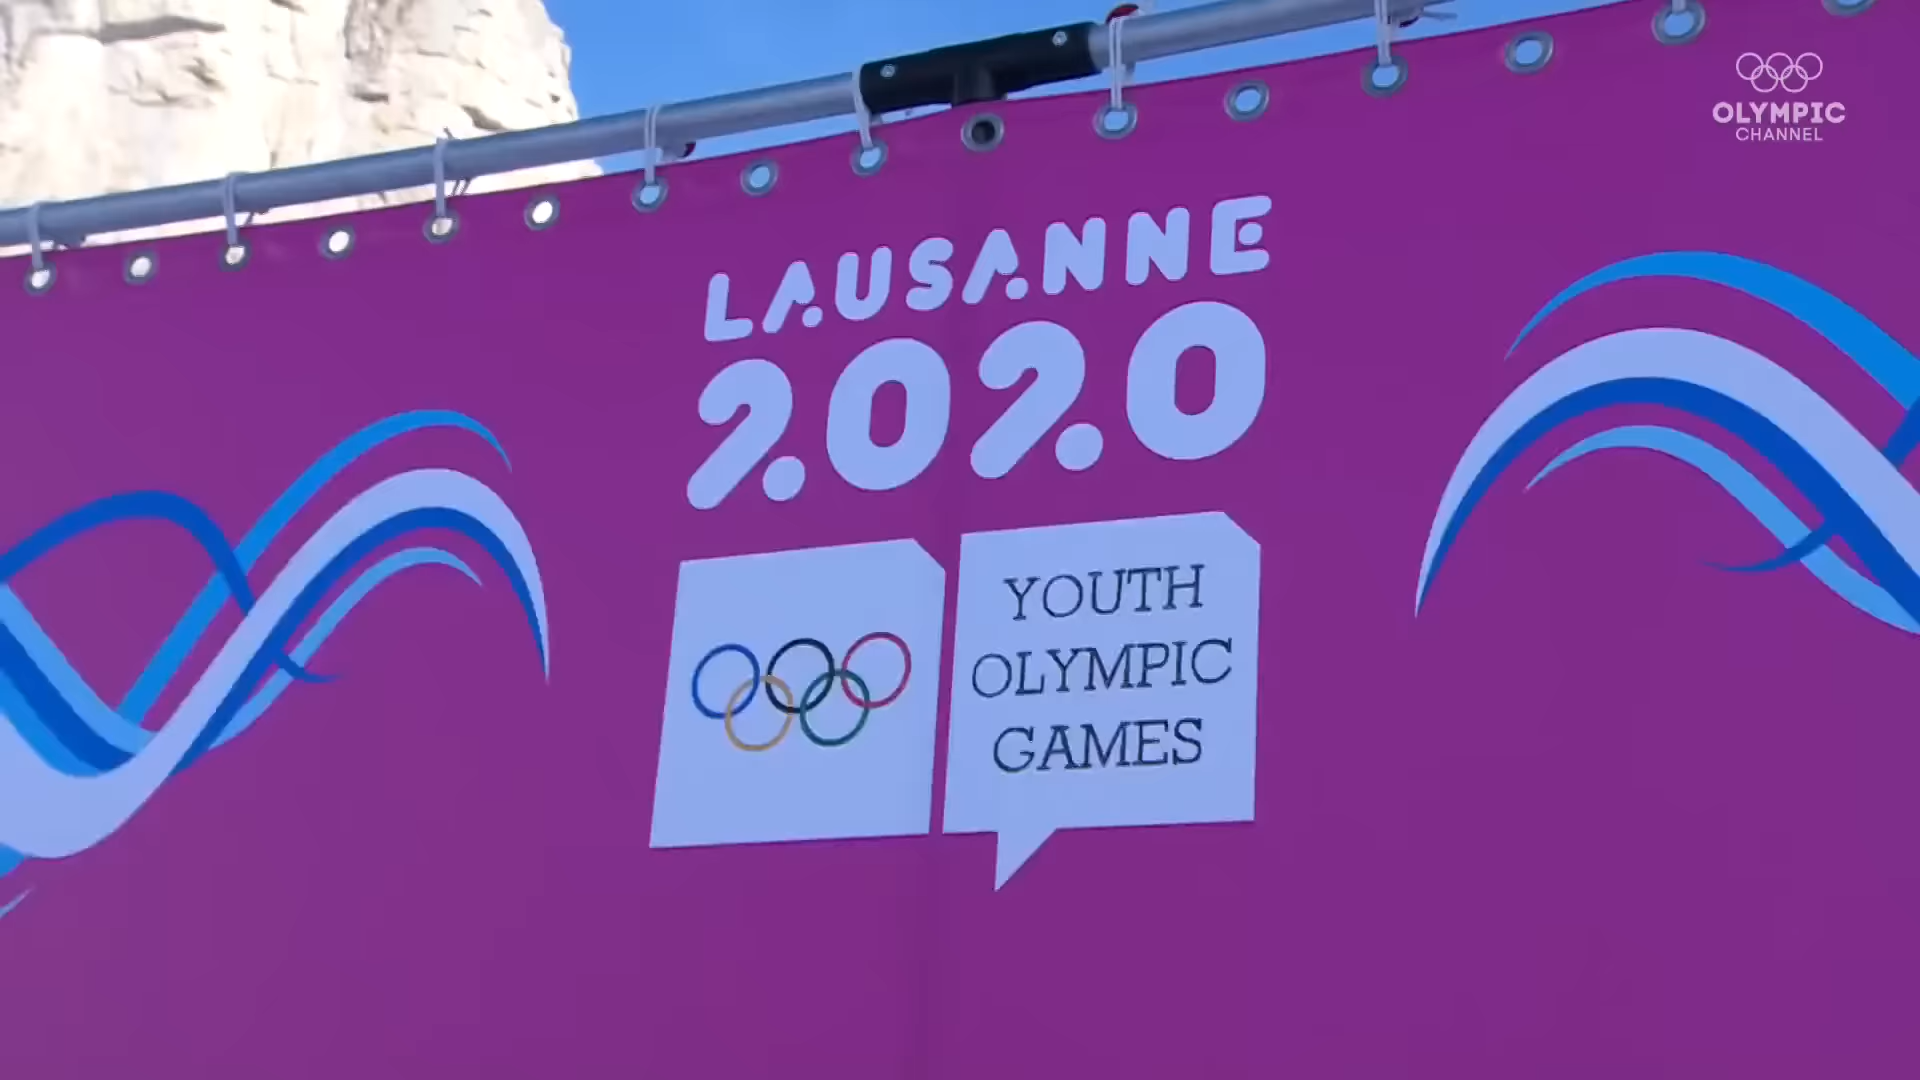 OLYMPIC
CHANNEL
LAUSANNE
2020
YOUTH
OLYMPIC
GAMES